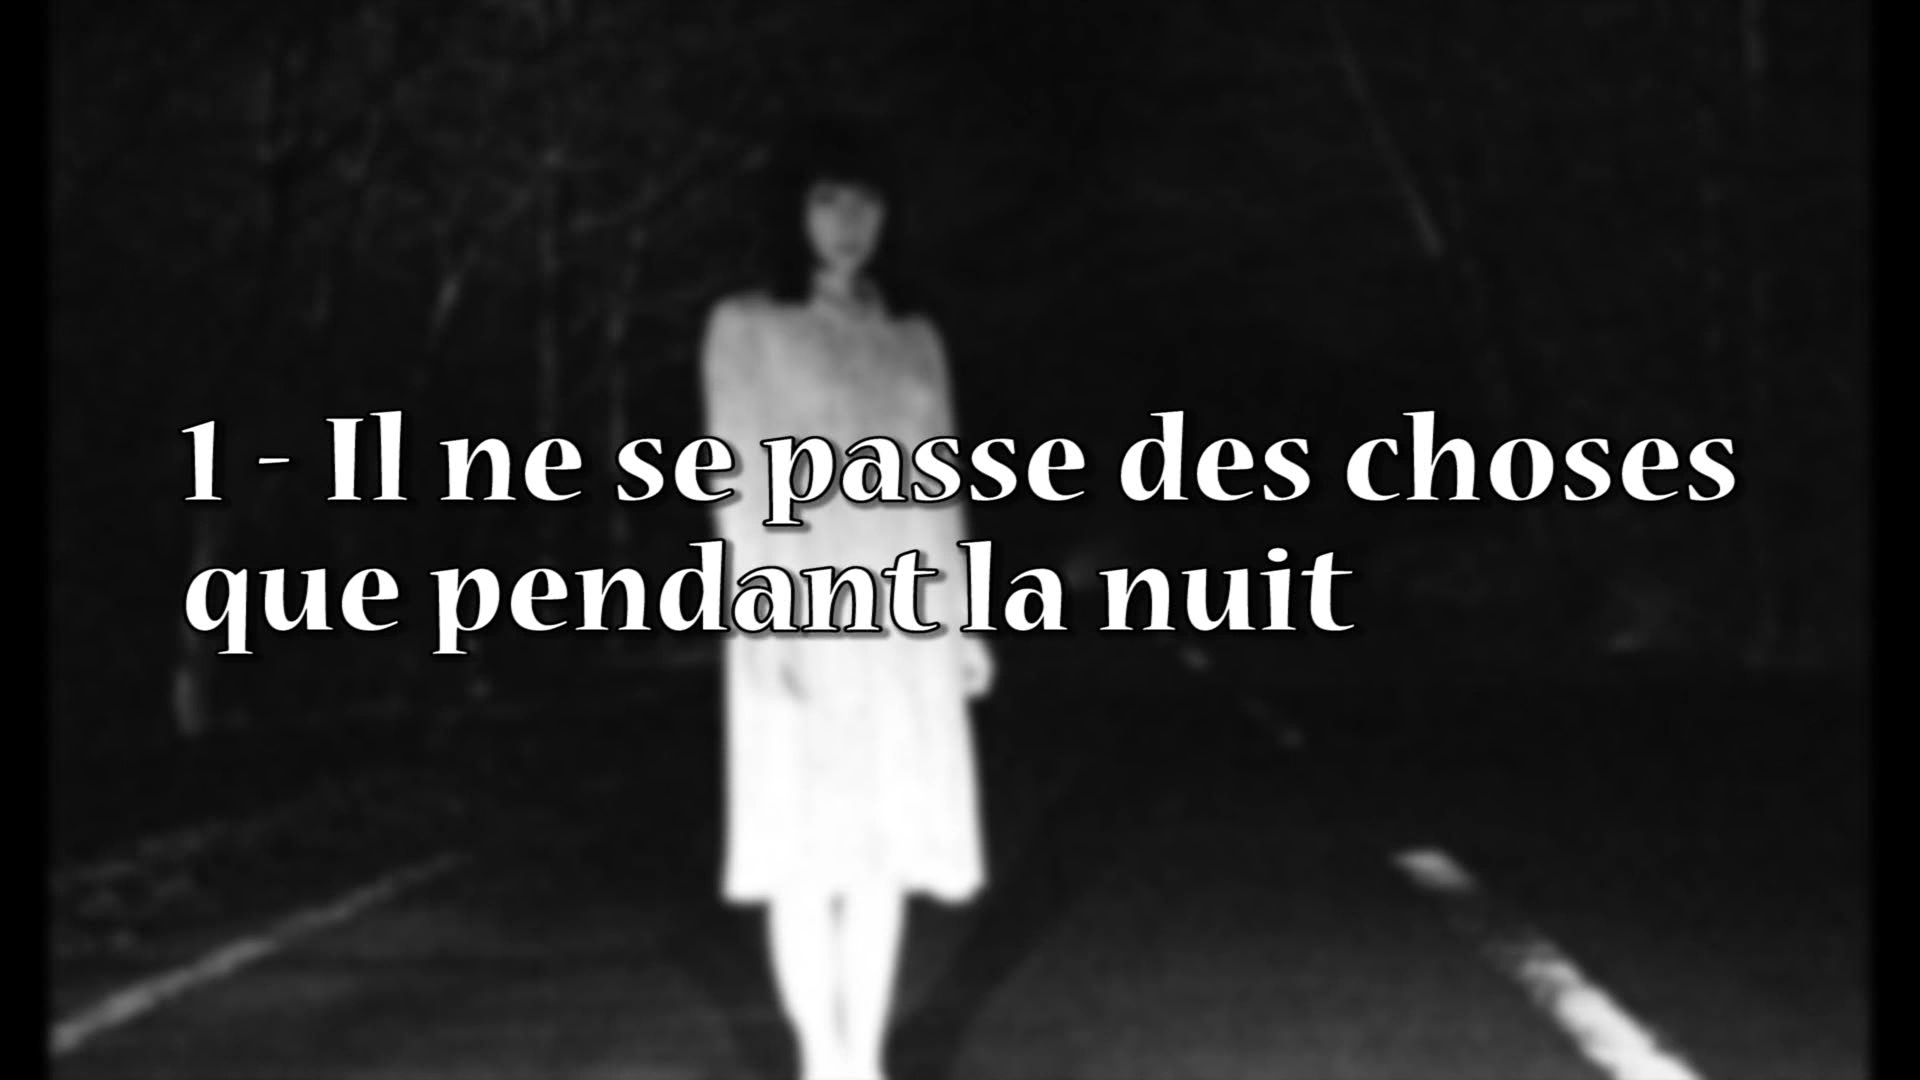 1 - Il ne se passe des choses
que pendant la nuit